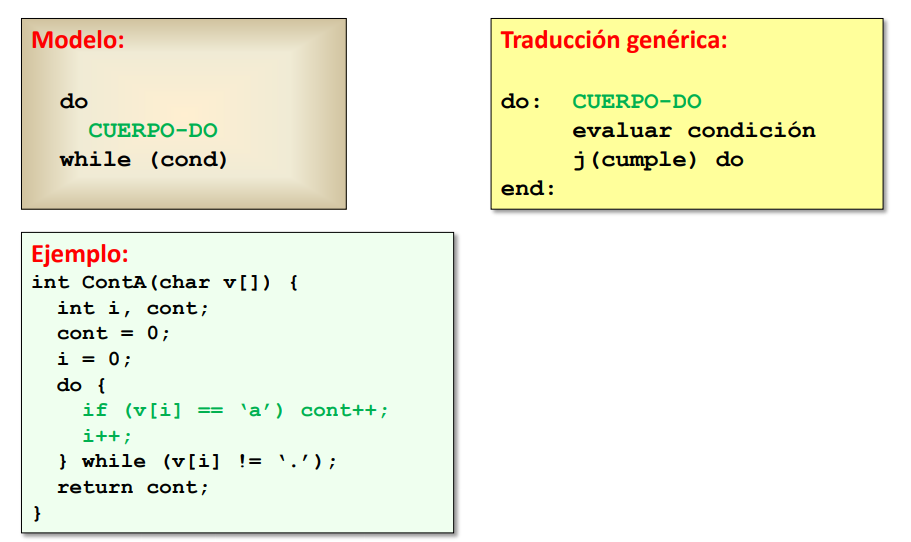 Modelo:
do
CUERPO-DO
while (cond)
Traducción genérica:
do: CUERPO-DO
evaluar condición
j(cumple) do
end:
Ejemplo:
int ContA(char v[]) {
int i, cont;
cont = 0;
i = 0;
do {
if (v[i] == ‘a’) cont++;
i++;
} while (v[i] != ‘.’);
return cont;
}